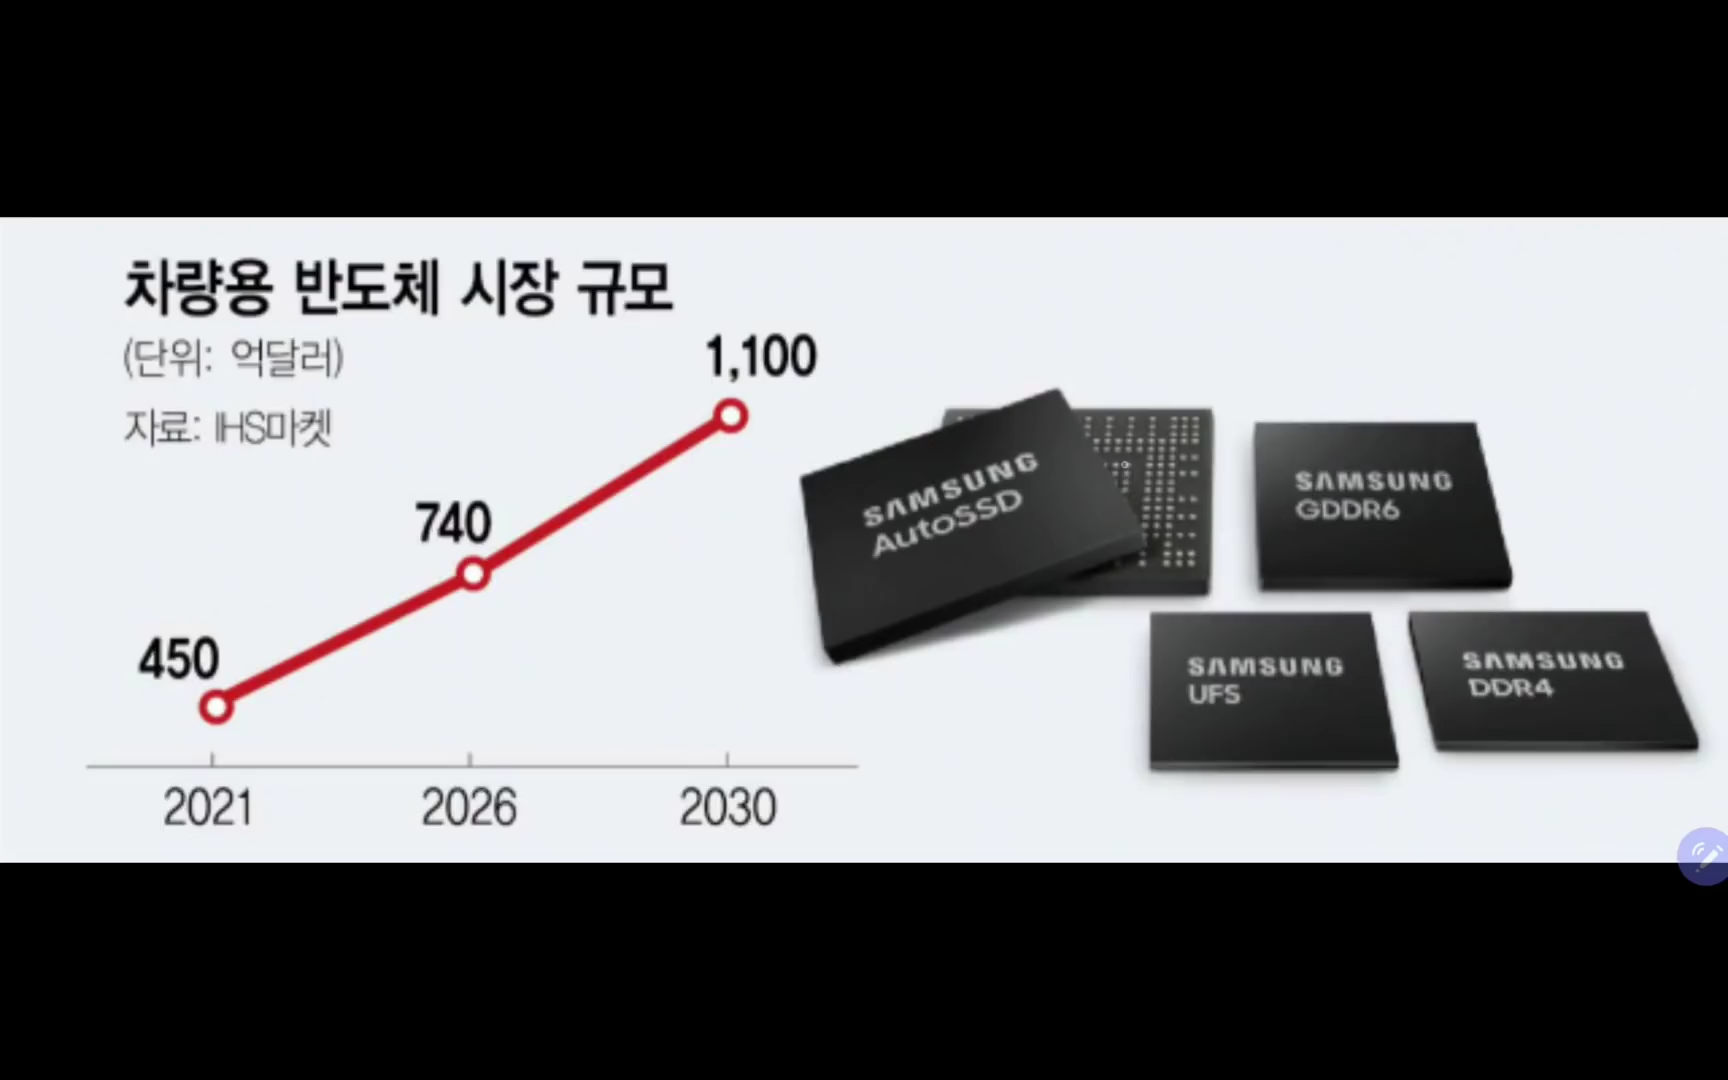 차량용 반도체 시장 규모
(단위: 억달러)
자료: IHS마켓
1,100
740
450
2021 2026 2030
SAMSUNG
AutoSSD
SAMSUNG
GDDR6
SAMSUNG
UFS
SAMSUNG
DDR4